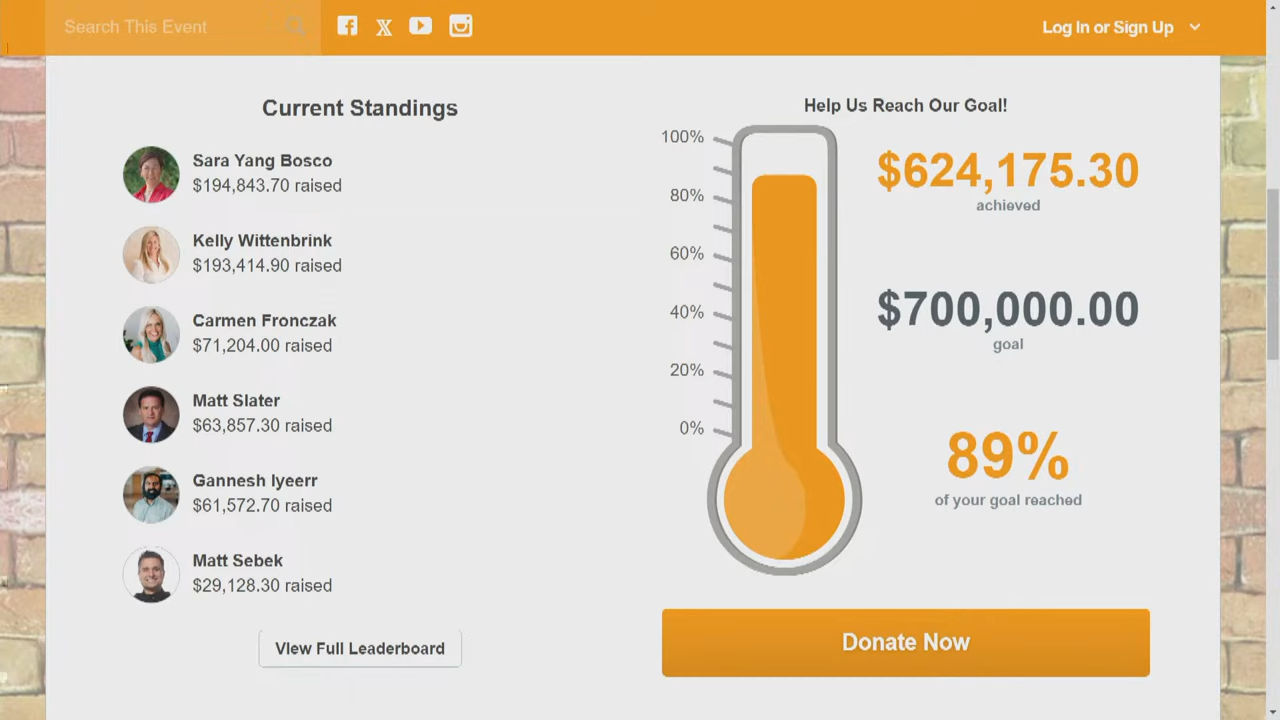 Search This Event
Log In or Sign Up
Current Standings
Sara Yang Bosco
$194,843.70 raised
Kelly Wittenbrink
$193,414.90 raised
Carmen Fronczak
$71,204.00 raised
Matt Slater
$63,857.30 raised
Gannesh Iyeerr
$61,572.70 raised
Matt Sebek
$29,128.30 raised
View Full Leaderboard
Help Us Reach Our Goal!
100%
80%
60%
40%
20%
0%
$624,175.30
achieved
$700,000.00
goal
89%
of your goal reached
Donate Now